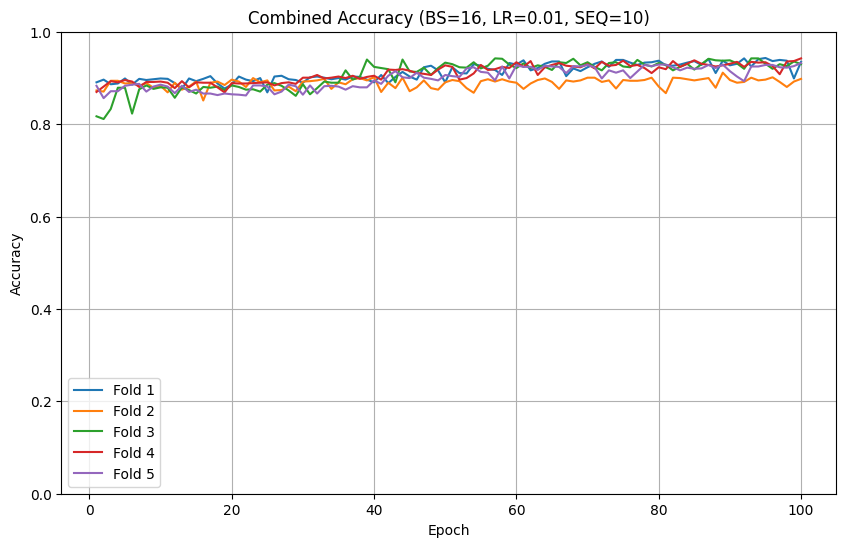 Combined Accuracy (BS=16, LR=0.01, SEQ=10)
1.0
0.8
0.6
0.4
0.2
0.0
Accuracy
Fold 1
Fold 2
Fold 3
Fold 4
Fold 5
0 20 40 60 80 100
Epoch